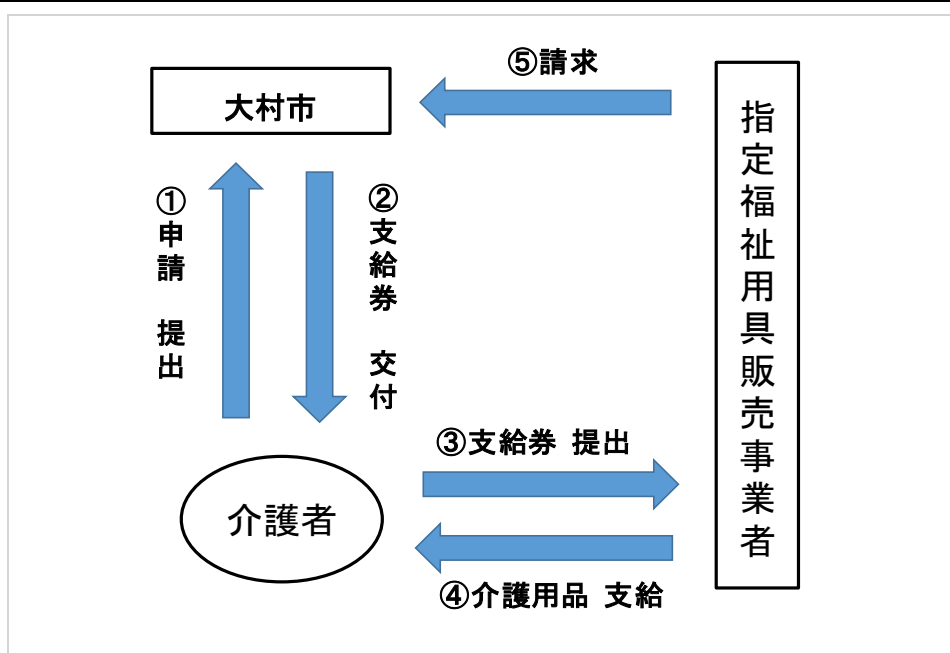 ⑤請求
大村市
指定福祉用具販売事業者
①申請 提出
②支給券 交付
③支給券 提出
介護者
④介護用品 支給